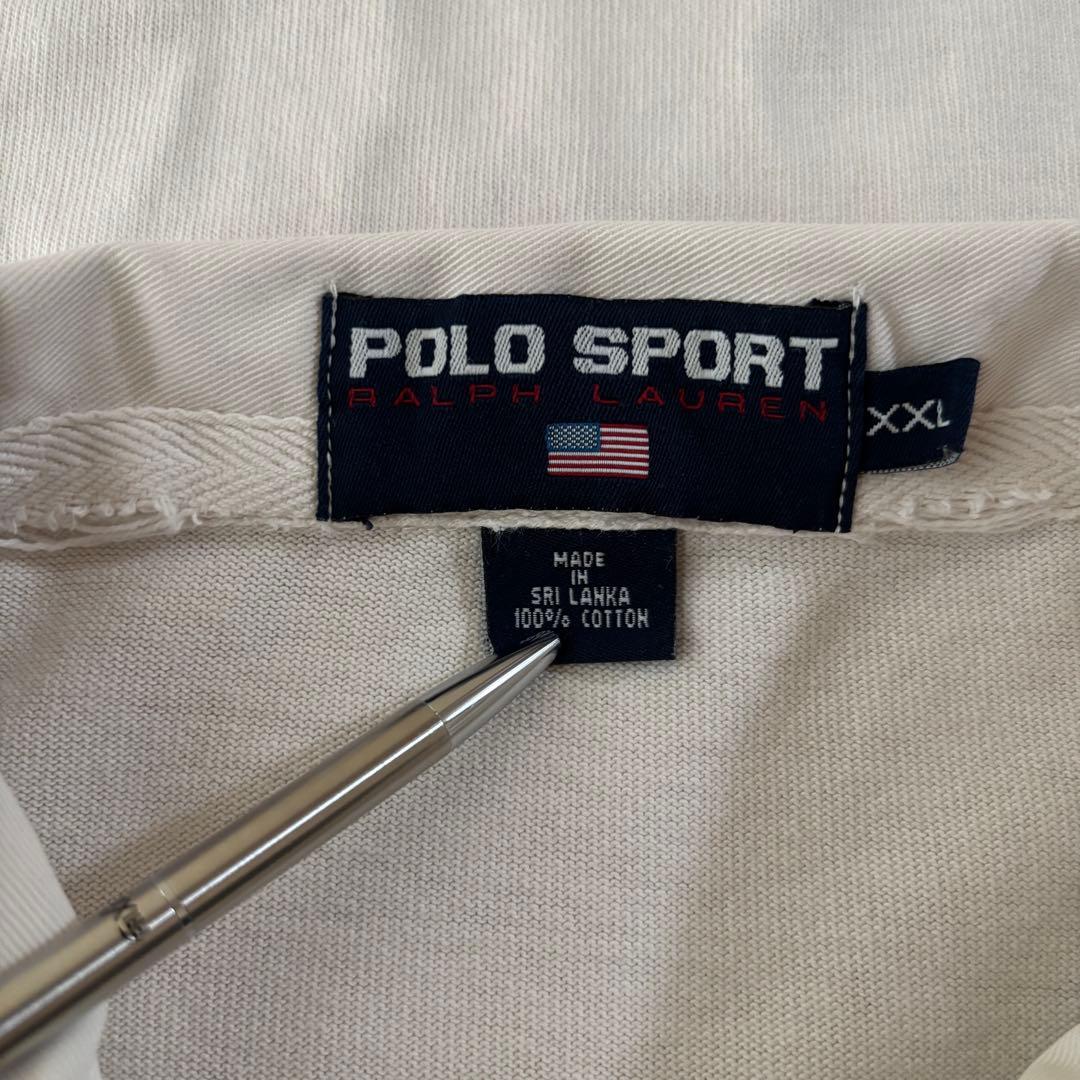 POLO SPORT
RALPH LAUREN
XXL
MADE
IN
SRI LANKA
100% COTTON